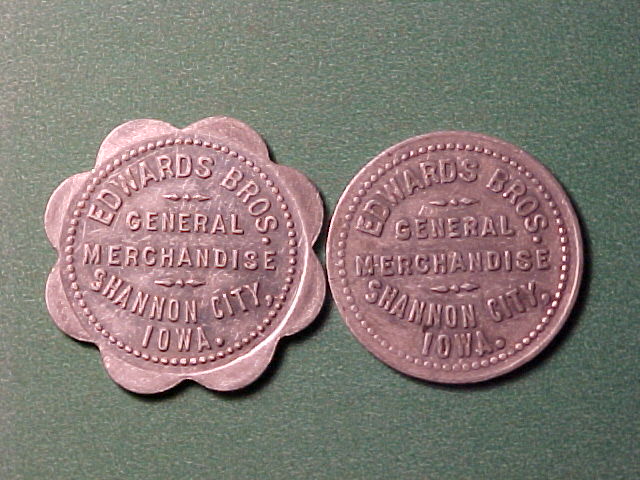 EDWARDS BROS.
GENERAL
MERCHANDISE
SHANNON CITY,
IOWA.
EDWARDS BROS.
GENERAL
MERCHANDISE
SHANNON CITY,
IOWA.